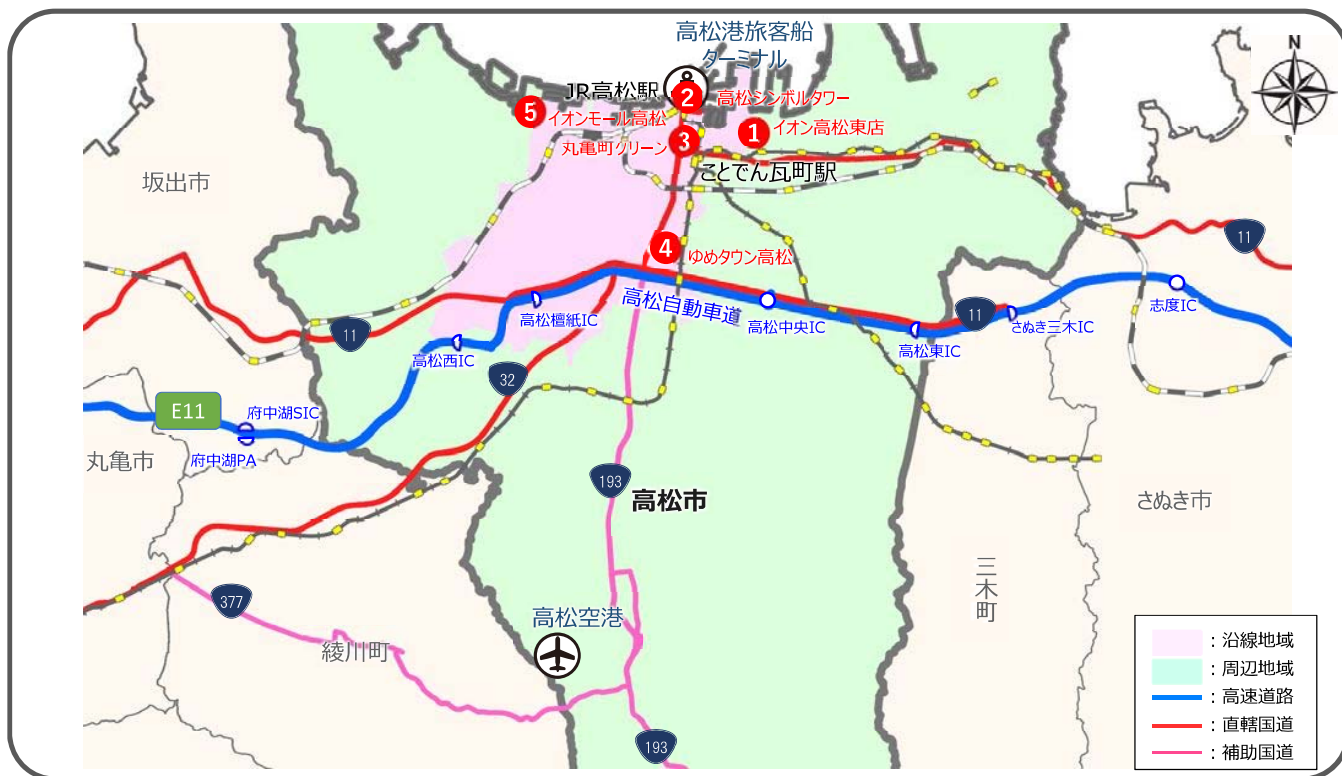 高松港旅客船
ターミナル
N
JR高松駅
2
高松シンボルタワー
5
イオンモール高松
1
イオン高松東店
丸亀町グリーン
3
ことでん瓦町駅
坂出市
4
ゆめタウン高松
11
高松自動車道
高松檀紙IC
高松中央IC
11
さぬき三木IC
志度IC
11
高松西IC
高松東IC
32
E11
府中湖SIC
府中湖PA
丸亀市
193
高松市
さぬき市
三木町
377
高松空港
綾川町
193
：沿線地域
：周辺地域
：高速道路
：直轄国道
：補助国道